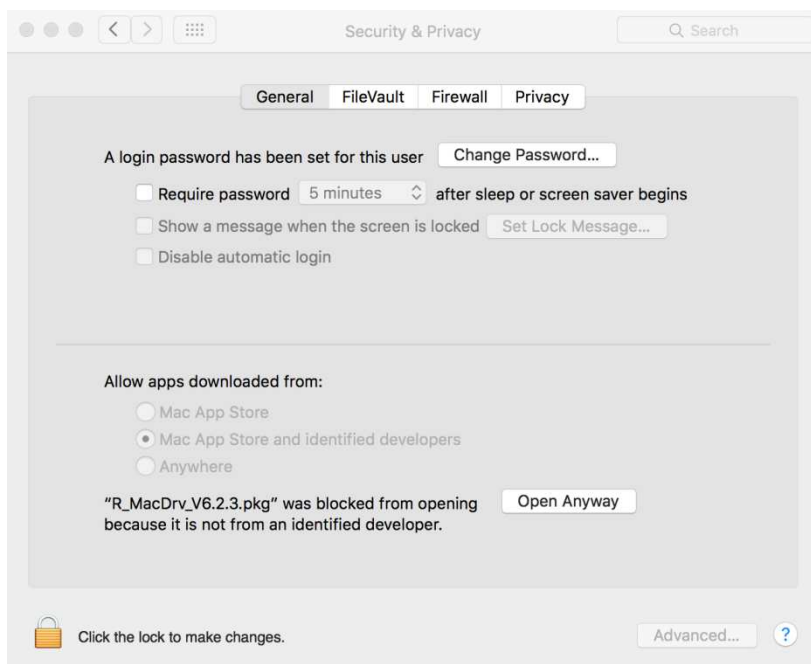 Security & Privacy
Search
General FileVault Firewall Privacy
A login password has been set for this user Change Password...
Require password 5 minutes after sleep or screen saver begins
Show a message when the screen is locked Set Lock Message...
Disable automatic login
Allow apps downloaded from:
Mac App Store
Mac App Store and identified developers
Anywhere
“R_MacDrv_V6.2.3.pkg” was blocked from opening Open Anyway
because it is not from an identified developer.
Click the lock to make changes. Advanced... ?